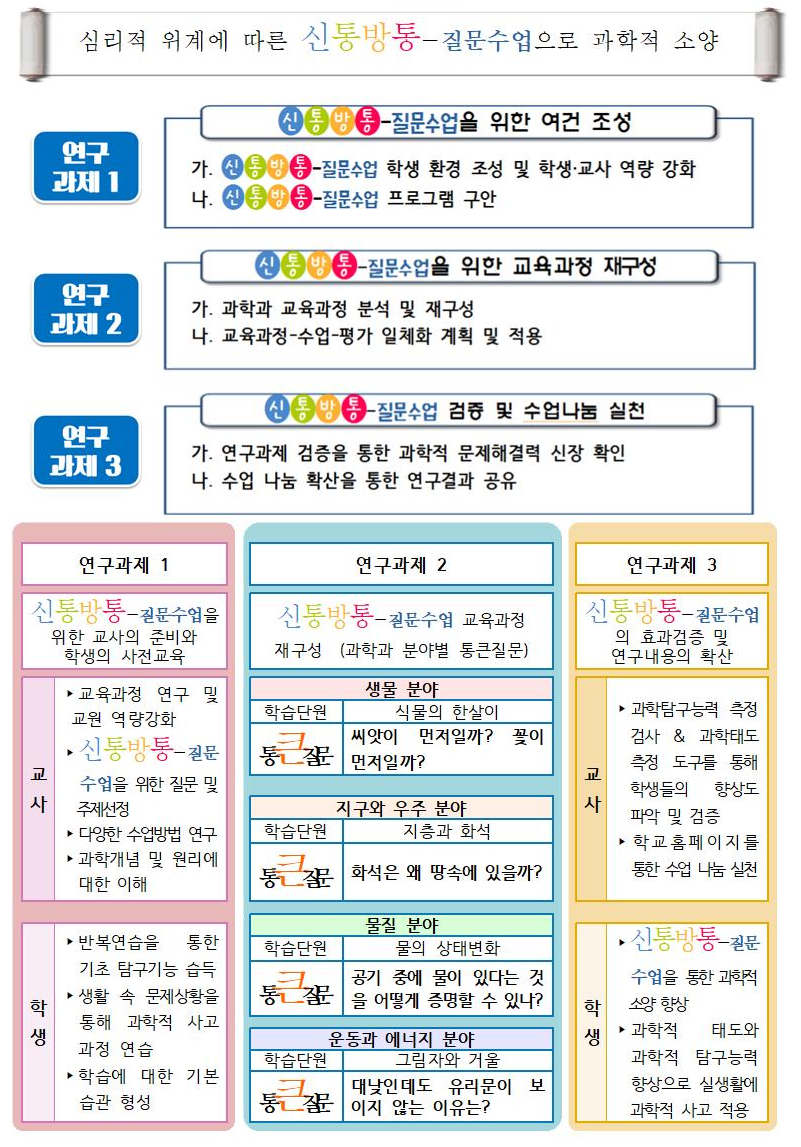 심리적 위계에 따른 신통방통-질문수업으로 과학적 소양
연구
과제 1
신통방통-질문수업을 위한 여건 조성
가. 신통방통-질문수업 학생 환경 조성 및 학생·교사 역량 강화
나. 신통방통-질문수업 프로그램 구안
연구
과제 2
신통방통-질문수업을 위한 교육과정 재구성
가. 과학과 교육과정 분석 및 재구성
나. 교육과정-수업-평가 일체화 계획 및 적용
연구
과제 3
신통방통-질문수업 검증 및 수업나눔 실천
가. 연구과제 검증을 통한 과학적 문제해결력 신장 확인
나. 수업 나눔 확산을 통한 연구결과 공유
연구과제 1
신통방통-질문수업을
위한 교사의 준비와
학생의 사전교육
교
사
▸교육과정 연구 및
교원 역량강화
▸신통방통-질문
수업을 위한 질문 및
주제선정
▸다양한 수업방법 연구
▸과학개념 및 원리에
대한 이해
학
생
▸반복연습을 통한
기초 탐구기능 습득
▸생활 속 문제상황을
통해 과학적 사고
과정 연습
▸학습에 대한 기본
습관 형성
연구과제 2
신통방통-질문수업 교육과정
재구성 (과학과 분야별 통큰질문)
생물 분야
학습단원 식물의 한살이
통큰질문
씨앗이 먼저일까? 꽃이
먼저일까?
지구와 우주 분야
학습단원 지층과 화석
통큰질문
화석은 왜 땅속에 있을까?
물질 분야
학습단원 물의 상태변화
통큰질문
공기 중에 물이 있다는 것
을 어떻게 증명할 수 있나?
운동과 에너지 분야
학습단원 그림자와 거울
통큰질문
대낮인데도 유리문이 보
이지 않는 이유는?
연구과제 3
신통방통-질문수업
의 효과검증 및
연구내용의 확산
교
사
▸과학탐구능력 측정
검사 & 과학태도
측정 도구를 통해
학생들의 향상도
파악 및 검증
▸학교홈페이지를
통한 수업 나눔 실천
학
생
▸신통방통-질문
수업을 통한 과학적
소양 향상
▸과학적 태도와
과학적 탐구능력
향상으로 실생활에
과학적 사고 적용